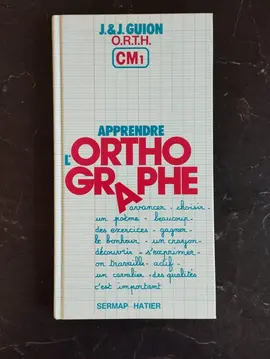 J.&J. GUION
O.R.T.H.
CM1
APPRENDRE
L'ORTHO
GRAPHE
avancer - choisir -
un poème - beaucoup -
des exercices - gagner -
le bonheur - un crayon -
découvrir - s'exprimer -
on travaille - actif -
un cavalier - des qualités
c'est important
SERMAP HATIER